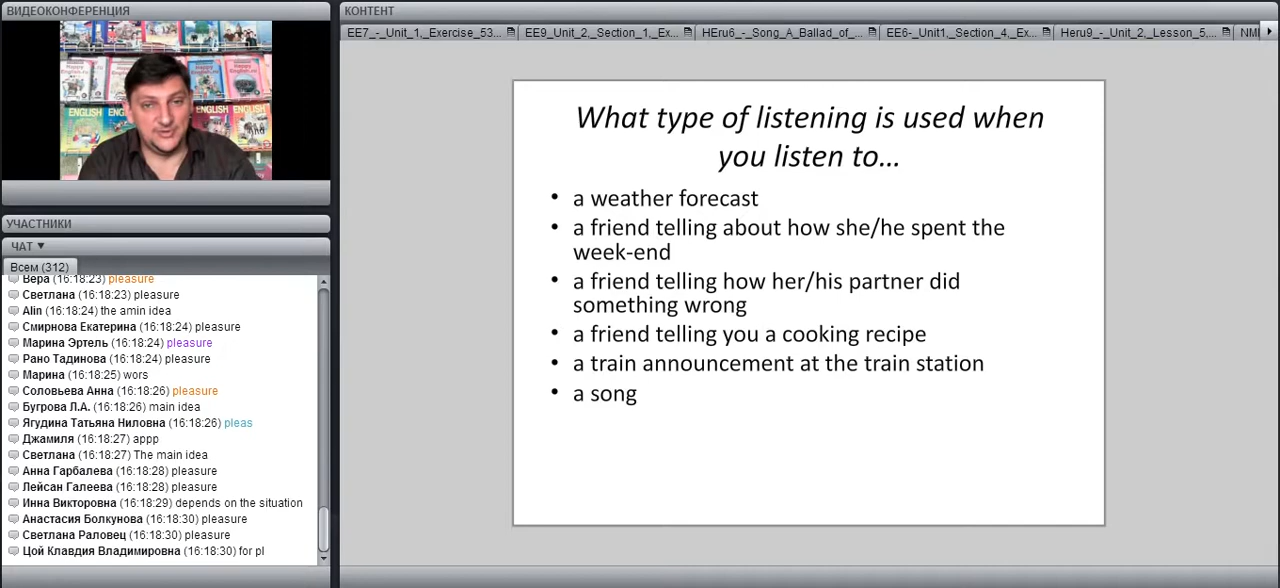 ВИДЕОКОНФЕРЕНЦИЯ
ENGLISH
ENGLISH
УЧАСТНИКИ
ЧАТ ▼
Всем (312)
Вера (16:18:23) pleasure
Светлана (16:18:23) pleasure
Alin (16:18:24) the amin idea
Смирнова Екатерина (16:18:24) pleasure
Марина Эртель (16:18:24) pleasure
Рано Тадинова (16:18:24) pleasure
Марина (16:18:25) wors
Соловьева Анна (16:18:26) pleasure
Бугрова Л.А. (16:18:26) main idea
Ягудина Татьяна Ниловна (16:18:26) pleas
Джамиля (16:18:27) appp
Светлана (16:18:27) The main idea
Анна Гарбалева (16:18:28) pleasure
Лейсан Галеева (16:18:28) pleasure
Инна Викторовна (16:18:29) depends on the situation
Анастасия Болкунова (16:18:30) pleasure
Светлана Раловец (16:18:30) pleasure
Цой Клавдия Владимировна (16:18:30) for pl
КОНТЕНТ
EE7_-_Unit_1,_Exercise_53... EE9_Unit_2,_Section_1,_Ex... HEru6_-_Song_A_Ballad_of_... EE6-_Unit1,_Section_4,_Ex... Heru9_-_Unit_2,_Lesson_5,... NMI
What type of listening is used when
you listen to...
• a weather forecast
• a friend telling about how she/he spent the
week-end
• a friend telling how her/his partner did
something wrong
• a friend telling you a cooking recipe
• a train announcement at the train station
• a song